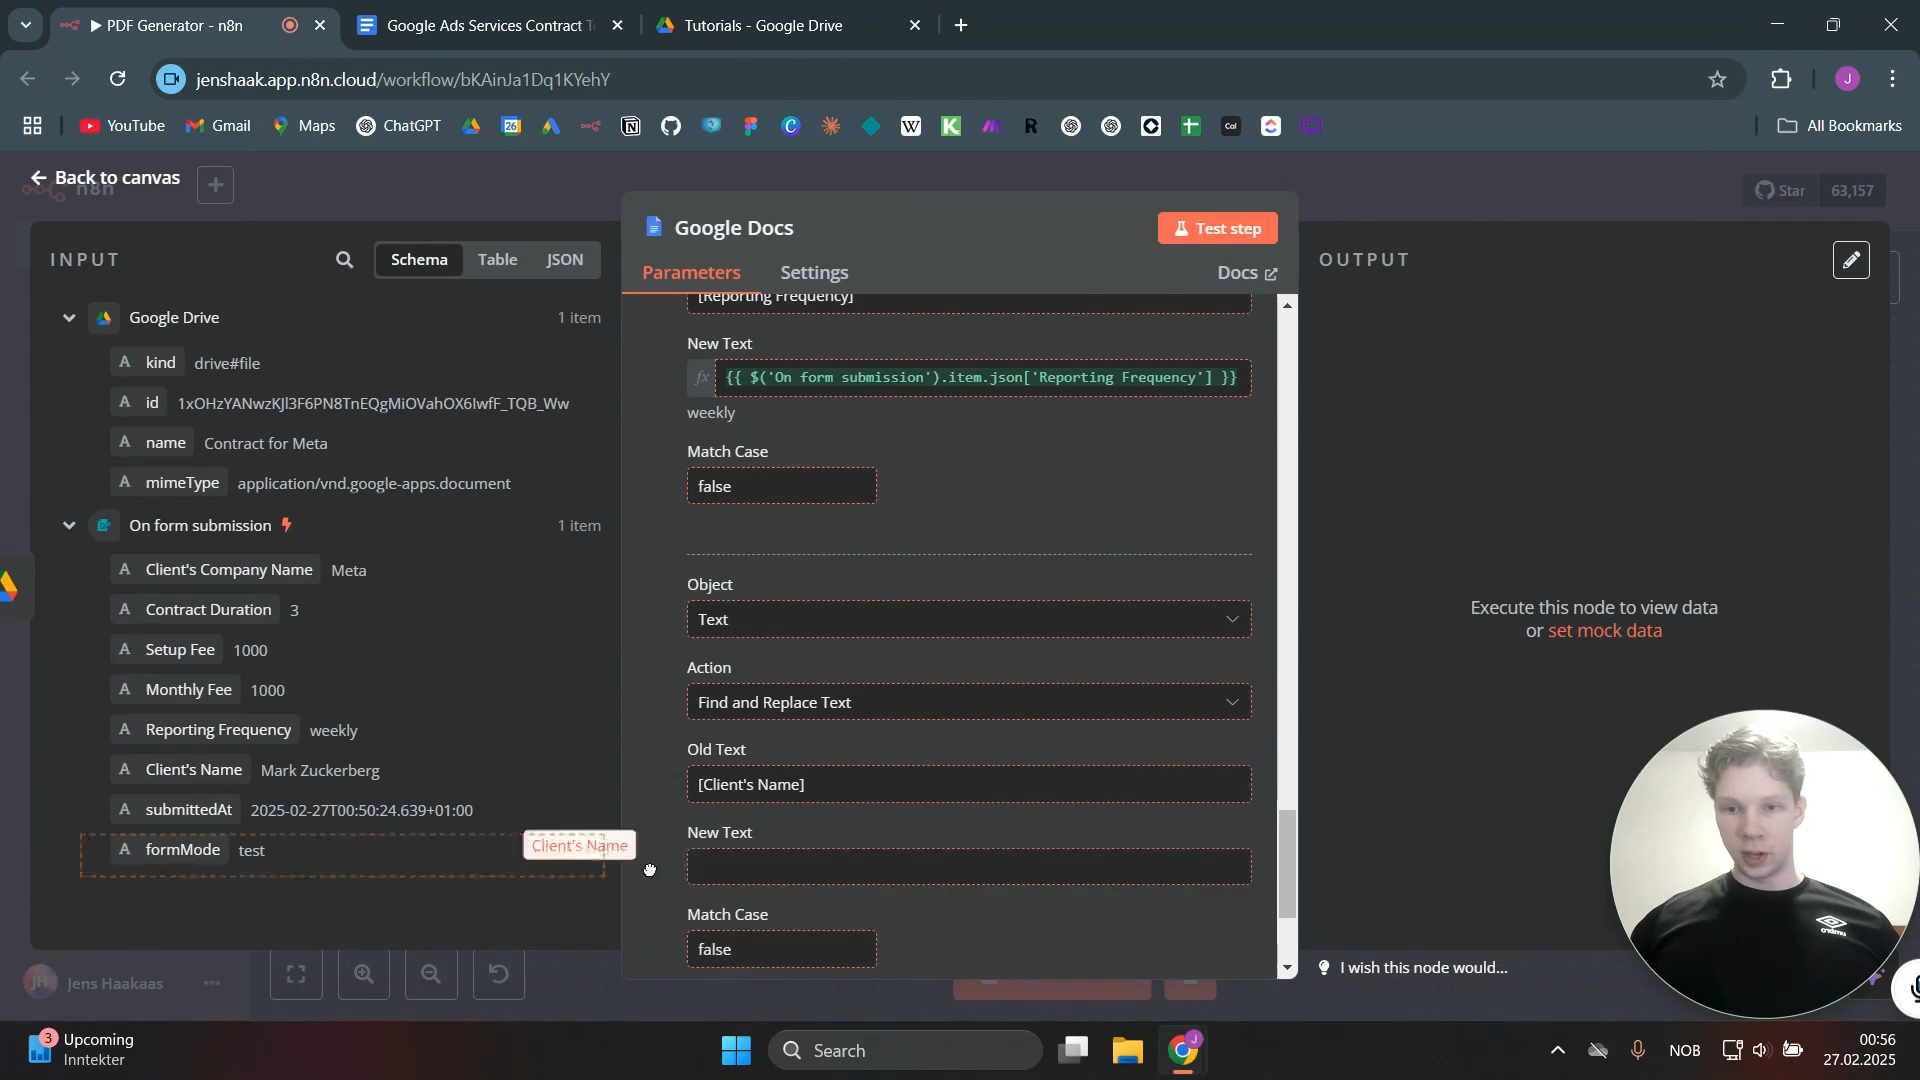 PDF Generator - n8n
Google Ads Services Contract T
Tutorials - Google Drive
jenshaak.app.n8n.cloud/workflow/bKAinJa1Dq1KYehY
J
YouTube
Gmail
Maps
ChatGPT
All Bookmarks
Back to canvas
n8n
Star
63,157
INPUT
Schema
Table
JSON
Google Drive
1 item
A kind drive#file
A id 1xOHzYANwzKJl3F6PN8TnEQgMiOVahOX6IwfF_TQB_Ww
A name Contract for Meta
A mimeType application/vnd.google-apps.document
On form submission
1 item
A Client's Company Name Meta
A Contract Duration 3
A Setup Fee 1000
A Monthly Fee 1000
A Reporting Frequency weekly
A Client's Name Mark Zuckerberg
A submittedAt 2025-02-27T00:50:24.639+01:00
A formMode test
Client's Name
Google Docs
Test step
Parameters
Settings
Docs
[Reporting Frequency]
New Text
fx {{ $('On form submission').item.json['Reporting Frequency'] }}
weekly
Match Case
false
Object
Text
Action
Find and Replace Text
Old Text
[Client's Name]
New Text
Match Case
false
OUTPUT
Execute this node to view data
or set mock data
I wish this node would...
JH Jens Haakaas
umbro
3
Upcoming
Inntekter
Search
NOB
00:56
27.02.2025